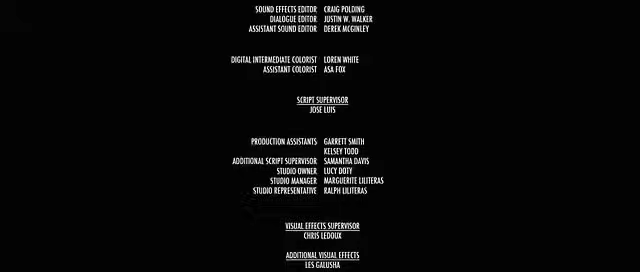 SOUND EFFECTS EDITOR CRAIG POLDING
DIALOGUE EDITOR JUSTIN W. WALKER
ASSISTANT SOUND EDITOR DEREK MCGINLEY
DIGITAL INTERMEDIATE COLORIST LOREN WHITE
ASSISTANT COLORIST ASA FOX
SCRIPT SUPERVISOR
JOSE LUIS
PRODUCTION ASSISTANTS GARRETT SMITH
KELSEY TODD
ADDITIONAL SCRIPT SUPERVISOR SAMANTHA DAVIS
STUDIO OWNER LUCY DOTY
STUDIO MANAGER MARGUERITE LILITERAS
STUDIO REPRESENTATIVE RALPH LILITERAS
VISUAL EFFECTS SUPERVISOR
CHRIS LEDOUX
ADDITIONAL VISUAL EFFECTS
LES GALUSHA